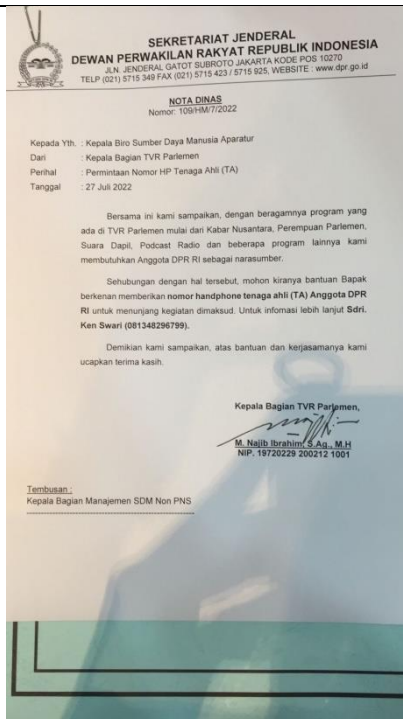 SEKRETARIAT JENDERAL
DEWAN PERWAKILAN RAKYAT REPUBLIK INDONESIA
JLN. JENDERAL GATOT SUBROTO JAKARTA KODE POS 10270
TELP (021) 5715 349 FAX (021) 5715 423 / 5715 925, WEBSITE : www.dpr.go.id
NOTA DINAS
Nomor: 109/HM/7/2022
Kepada Yth. : Kepala Biro Sumber Daya Manusia Aparatur
Dari : Kepala Bagian TVR Parlemen
Perihal : Permintaan Nomor HP Tenaga Ahli (TA)
Tanggal : 27 Juli 2022
Bersama ini kami sampaikan, dengan beragamnya program yang
ada di TVR Parlemen mulai dari Kabar Nusantara, Perempuan Parlemen,
Suara Dapil, Podcast Radio dan beberapa program lainnya kami
membutuhkan Anggota DPR RI sebagai narasumber.
Sehubungan dengan hal tersebut, mohon kiranya bantuan Bapak
berkenan memberikan nomor handphone tenaga ahli (TA) Anggota DPR
RI untuk menunjang kegiatan dimaksud. Untuk infomasi lebih lanjut Sdri.
Ken Swari (081348296799).
Demikian kami sampaikan, atas bantuan dan kerjasamanya kami
ucapkan terima kasih.
Kepala Bagian TVR Parlemen,
M. Najib Ibrahim, S.Ag., M.H
NIP. 19720229 200212 1001
Tembusan :
Kepala Bagian Manajemen SDM Non PNS